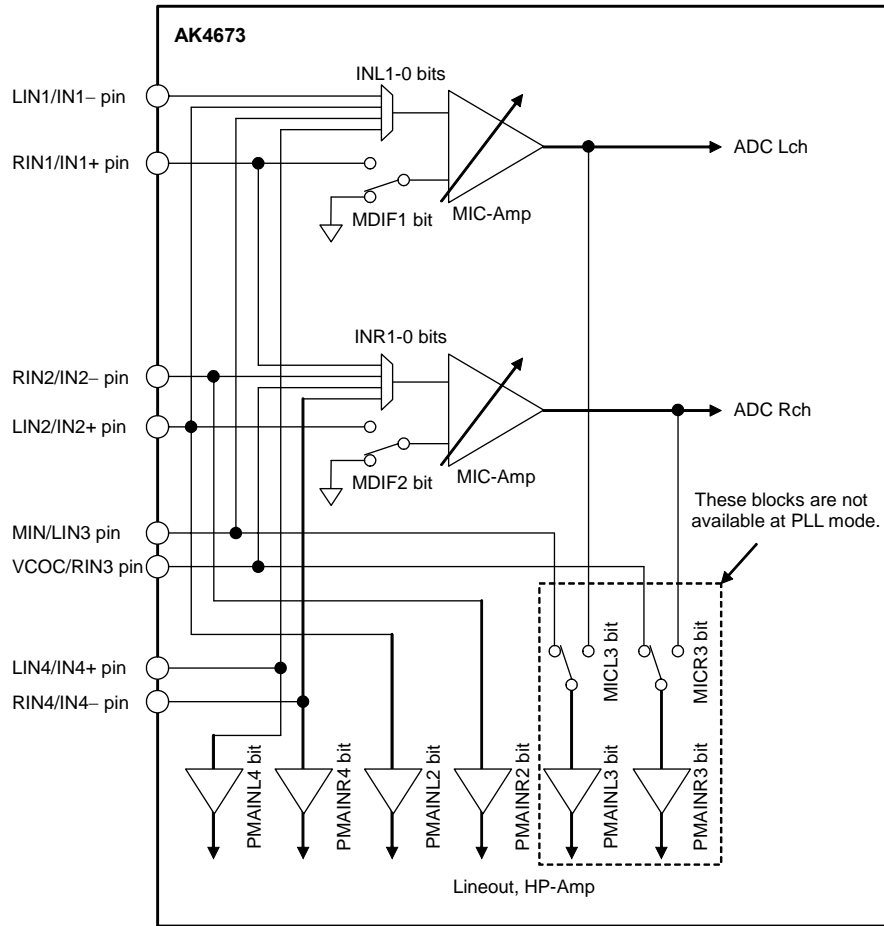 AK4673
INL1-0 bits
LIN1/IN1− pin
ADC Lch
RIN1/IN1+ pin
MDIF1 bit
MIC-Amp
INR1-0 bits
RIN2/IN2− pin
ADC Rch
LIN2/IN2+ pin
MDIF2 bit
MIC-Amp
These blocks are not
available at PLL mode.
MIN/LIN3 pin
VCOC/RIN3 pin
MICL3 bit
MICR3 bit
LIN4/IN4+ pin
RIN4/IN4− pin
PMAINL4 bit
PMAINR4 bit
PMAINL2 bit
PMAINR2 bit
PMAINL3 bit
PMAINR3 bit
Lineout, HP-Amp